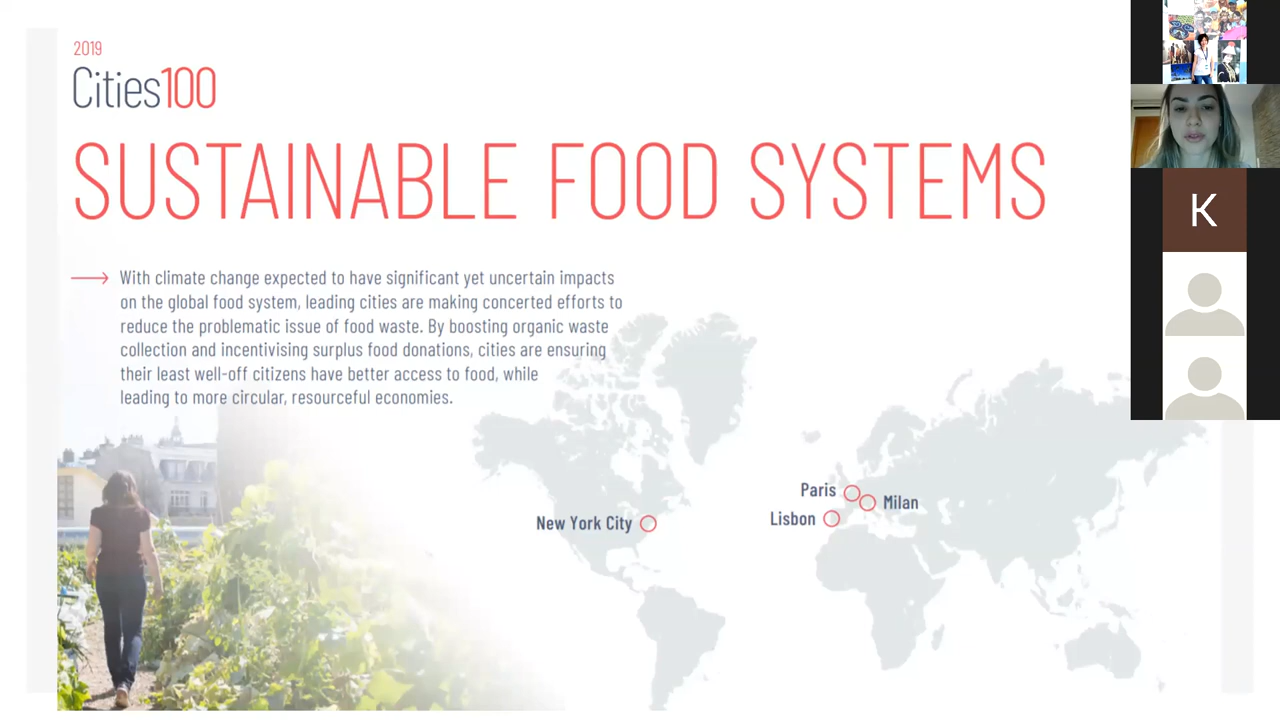 2019
Cities100
SUSTAINABLE FOOD SYSTEMS
With climate change expected to have significant yet uncertain impacts
on the global food system, leading cities are making concerted efforts to
reduce the problematic issue of food waste. By boosting organic waste
collection and incentivising surplus food donations, cities are ensuring
their least well-off citizens have better access to food, while
leading to more circular, resourceful economies.
New York City
Paris
Milan
Lisbon
K